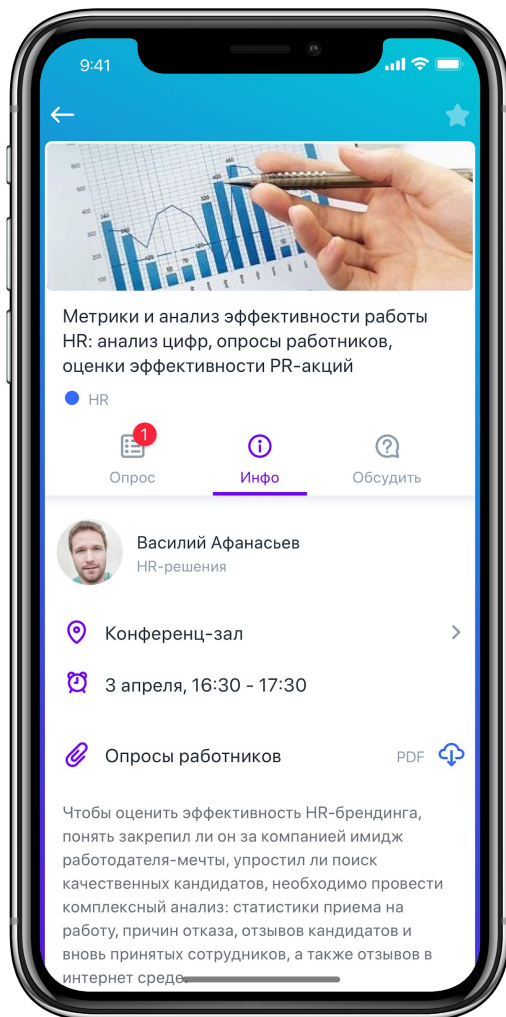 9:41
Метрики и анализ эффективности работы
HR: анализ цифр, опросы работников,
оценки эффективности PR-акций
HR
1
Опрос
Инфо
Обсудить
Василий Афанасьев
HR-решения
Конференц-зал
3 апреля, 16:30 - 17:30
Опросы работников PDF
Чтобы оценить эффективность HR-брендинга,
понять закрепил ли он за компанией имидж
работодателя-мечты, упростил ли поиск
качественных кандидатов, необходимо провести
комплексный анализ: статистики приема на
работу, причин отказа, отзывов кандидатов и
вновь принятых сотрудников, а также отзывов в
интернет среде.